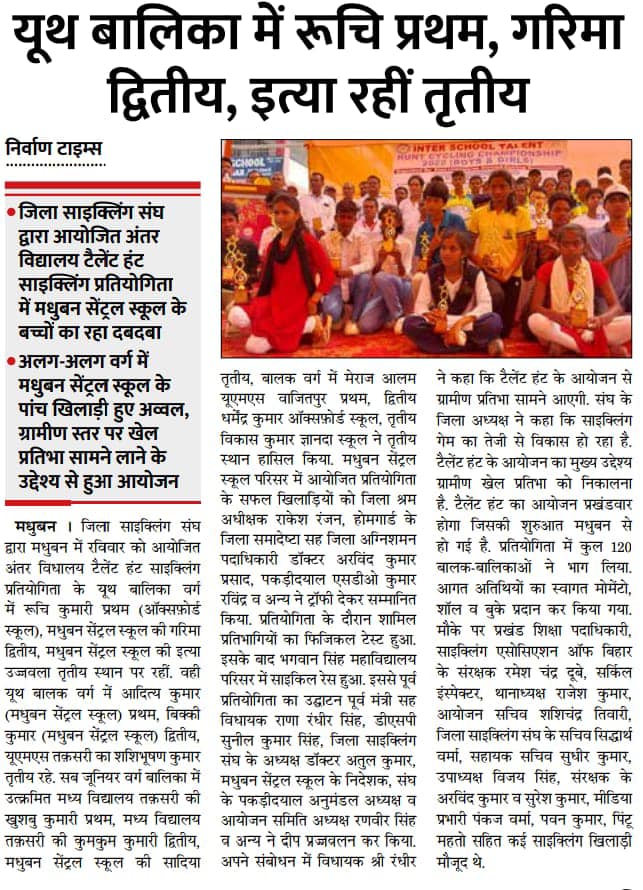 यूथ बालिका में रूचि प्रथम, गरिमा
द्वितीय, इत्या रहीं तृतीय
निर्वाण टाइम्स
• जिला साइक्लिंग संघ
द्वारा आयोजित अंतर
विद्यालय टैलेंट हंट
साइक्लिंग प्रतियोगिता
में मधुबन सेंट्रल स्कूल के
बच्चों का रहा दबदबा
• अलग-अलग वर्ग में
मधुबन सेंट्रल स्कूल के
पांच खिलाड़ी हुए अव्वल,
ग्रामीण स्तर पर खेल
प्रतिभा सामने लाने के
उद्देश्य से हुआ आयोजन
मधुबन । जिला साइक्लिंग संघ
द्वारा मधुबन में रविवार को आयोजित
अंतर विधालय टैलेंट हंट साइक्लिंग
प्रतियोगिता के यूथ बालिका वर्ग
में रूचि कुमारी प्रथम (ऑक्सफ़ोर्ड
स्कूल), मधुबन सेंट्रल स्कूल की गरिमा
द्वितीय, मधुबन सेंट्रल स्कूल की इत्या
उज्जवला तृतीय स्थान पर रहीं. वही
यूथ बालक वर्ग में आदित्य कुमार
(मधुबन सेंट्रल स्कूल) प्रथम, बिक्की
कुमार (मधुबन सेंट्रल स्कूल) द्वितीय,
यूएमएस तक़सरी का शशिभूषण कुमार
तृतीय रहे. सब जूनियर वर्ग बालिका में
उत्क्रमित मध्य विद्यालय तक़सरी की
खुशबु कुमारी प्रथम, मध्य विद्यालय
तक़सरी की कुमकुम कुमारी द्वितीय,
मधुबन सेंट्रल स्कूल की सादिया
SCHOOL
INTER SCHOOL TALENT
HUNT CYCLING CHAMPIONSHIP
2023 (BOYS & GIRLS)
तृतीय, बालक वर्ग में मेराज आलम
यूएमएस वाजितपुर प्रथम, द्वितीय
धर्मेंद्र कुमार ऑक्सफोर्ड स्कूल, तृतीय
विकास कुमार ज्ञानदा स्कूल ने तृतीय
स्थान हासिल किया. मधुबन सेंट्रल
स्कूल परिसर में आयोजित प्रतियोगिता
के सफल खिलाड़ियों को जिला श्रम
अधीक्षक राकेश रंजन, होमगार्ड के
जिला समादेष्टा सह जिला अग्निशमन
पदाधिकारी डॉक्टर अरविंद कुमार
प्रसाद, पकड़ीदयाल एसडीओ कुमार
रविंद्र व अन्य ने ट्रॉफी देकर सम्मानित
किया. प्रतियोगिता के दौरान शामिल
प्रतिभागियों का फिजिकल टेस्ट हुआ.
इसके बाद भगवान सिंह महाविद्यालय
परिसर में साइकिल रेस हुआ. इससे पूर्व
प्रतियोगिता का उद्घाटन पूर्व मंत्री सह
विधायक राणा रंधीर सिंह, डीएसपी
सुनील कुमार सिंह, जिला साइक्लिंग
संघ के अध्यक्ष डॉक्टर अतुल कुमार,
मधुबन सेंट्रल स्कूल के निदेशक, संघ
के पकड़ीदयाल अनुमंडल अध्यक्ष व
आयोजन समिति अध्यक्ष रणवीर सिंह
व अन्य ने दीप प्रज्जवलन कर किया.
अपने संबोधन में विधायक श्री रंधीर
ने कहा कि टैलेंट हंट के आयोजन से
ग्रामीण प्रतिभा सामने आएगी. संघ के
जिला अध्यक्ष ने कहा कि साइक्लिंग
गेम का तेजी से विकास हो रहा है.
टैलेंट हंट के आयोजन का मुख्य उद्देश्य
ग्रामीण खेल प्रतिभा को निकालना
है. टैलेंट हंट का आयोजन प्रखंडवार
होगा जिसकी शुरुआत मधुबन से
हो गई है. प्रतियोगिता में कुल 120
बालक-बालिकाओं ने भाग लिया.
आगत अतिथियों का स्वागत मोमेंटो,
शॉल व बुके प्रदान कर किया गया.
मौके पर प्रखंड शिक्षा पदाधिकारी,
साइक्लिंग एसोसिएशन ऑफ बिहार
के संरक्षक रमेश चंद्र दूबे, सर्किल
इंस्पेक्टर, थानाध्यक्ष राजेश कुमार,
आयोजन सचिव शशिचंद्र तिवारी,
जिला साइक्लिंग संघ के सचिव सिद्धार्थ
वर्मा, सहायक सचिव सुधीर कुमार,
उपाध्यक्ष विजय सिंह, संरक्षक के
अरविंद कुमार व सुरेश कुमार, मीडिया
प्रभारी पंकज वर्मा, पवन कुमार, पिंटू
महतो सहित कई साइक्लिंग खिलाड़ी
मौजूद थे.